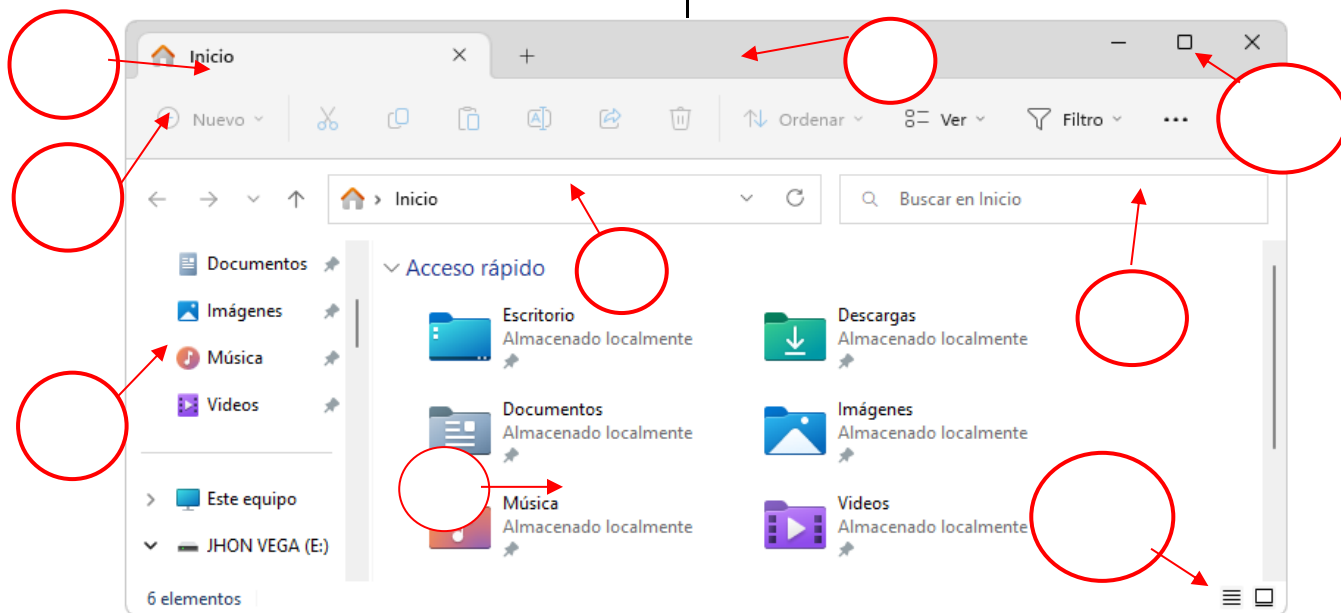 Inicio
Nuevo
Ordenar
Ver
Filtro
Inicio
Buscar en Inicio
Documentos
Imágenes
Música
Videos
Este equipo
JHON VEGA (E:)
Acceso rápido
Escritorio
Almacenado localmente
Descargas
Almacenado localmente
Documentos
Almacenado localmente
Imágenes
Almacenado localmente
Música
Almacenado localmente
Videos
Almacenado localmente
6 elementos